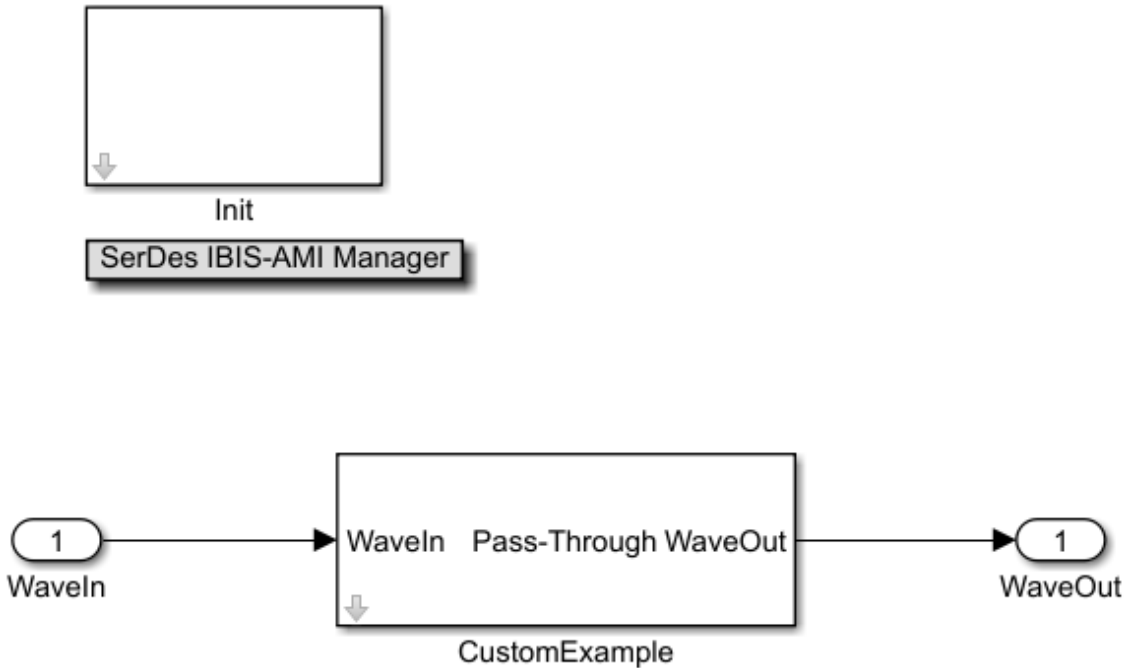 Init
SerDes IBIS-AMI Manager
1
WaveIn
WaveIn Pass-Through WaveOut
CustomExample
1
WaveOut